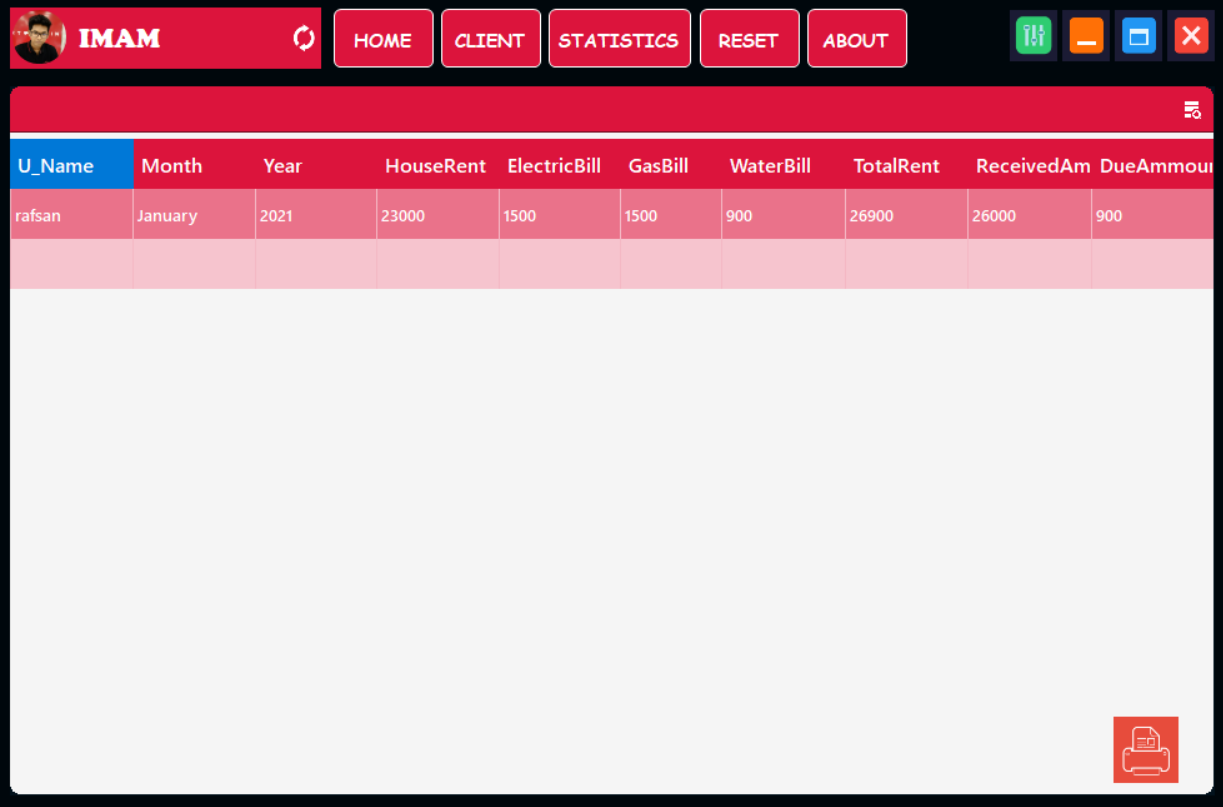 IMAM HOME CLIENT STATISTICS RESET ABOUT
U_Name Month Year HouseRent ElectricBill GasBill WaterBill TotalRent ReceivedAm DueAmmour
rafsan January 2021 23000 1500 1500 900 26900 26000 900